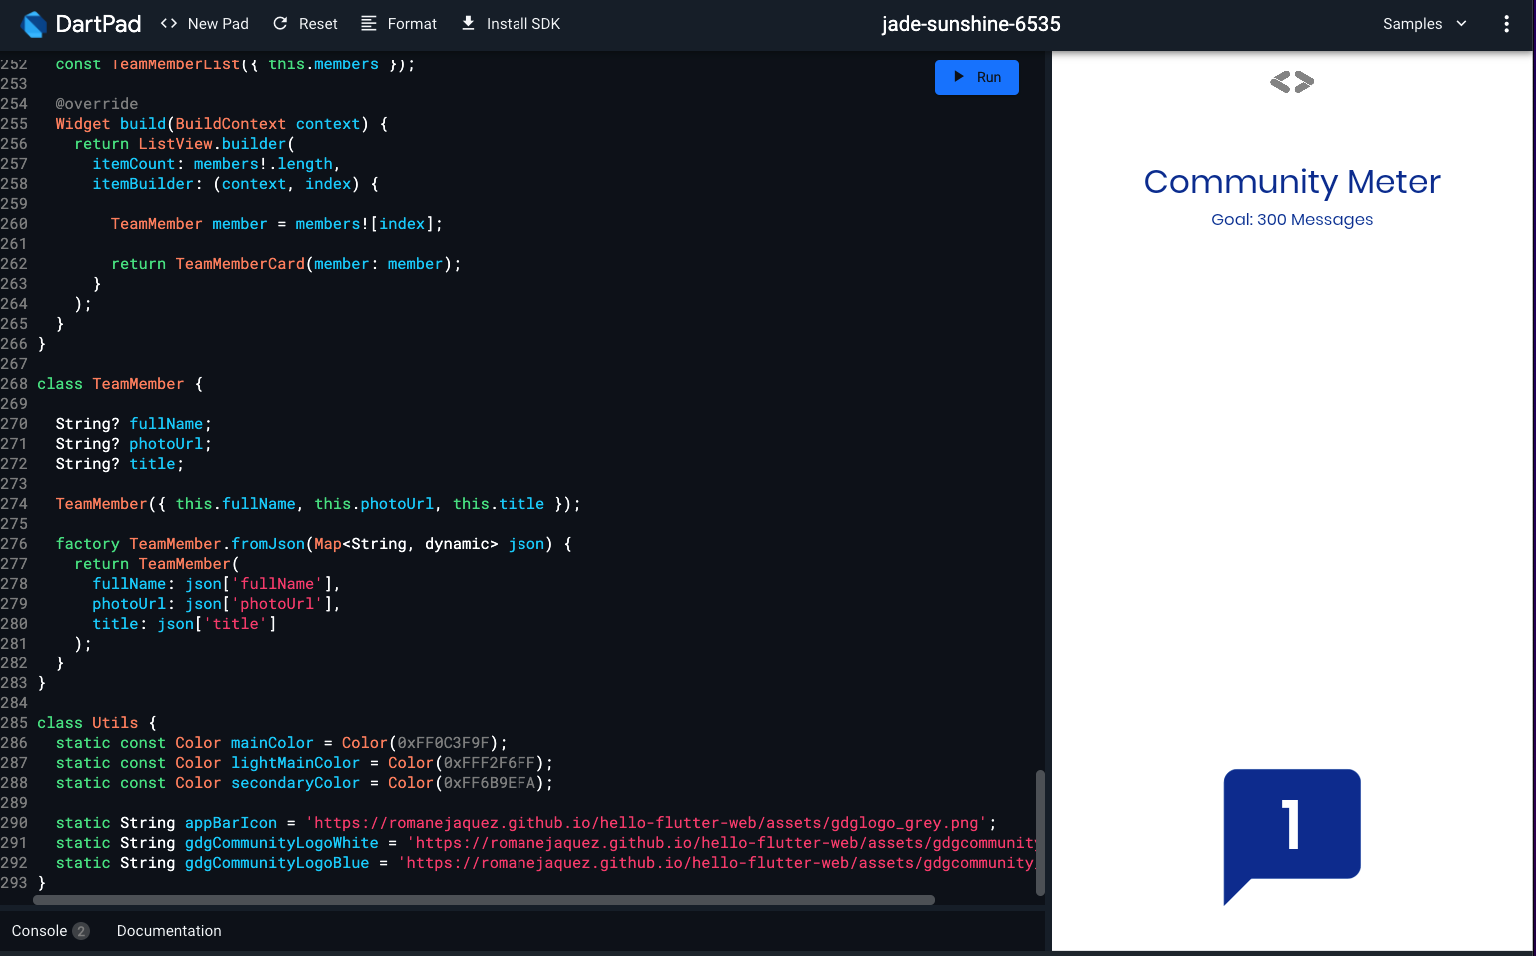 DartPad
<> New Pad
Reset
Format
Install SDK
jade-sunshine-6535
Samples
252 const TeamMemberList({ this.members });
253
254 @override
255 Widget build(BuildContext context) {
256 return ListView.builder(
257 itemCount: members!.length,
258 itemBuilder: (context, index) {
259
260 TeamMember member = members![index];
261
262 return TeamMemberCard(member: member);
263 }
264 );
265 }
266 }
267
268 class TeamMember {
269
270 String? fullName;
271 String? photoUrl;
272 String? title;
273
274 TeamMember({ this.fullName, this.photoUrl, this.title });
275
276 factory TeamMember.fromJson(Map<String, dynamic> json) {
277 return TeamMember(
278 fullName: json['fullName'],
279 photoUrl: json['photoUrl'],
280 title: json['title']
281 );
282 }
283 }
284
285 class Utils {
286 static const Color mainColor = Color(0xFF0C3F9F);
287 static const Color lightMainColor = Color(0xFFF2F6FF);
288 static const Color secondaryColor = Color(0xFF6B9EFA);
289
290 static String appBarIcon = 'https://romanejaquez.github.io/hello-flutter-web/assets/gdglogo_grey.png';
291 static String gdgCommunityLogoWhite = 'https://romanejaquez.github.io/hello-flutter-web/assets/gdgcommunity
292 static String gdgCommunityLogoBlue = 'https://romanejaquez.github.io/hello-flutter-web/assets/gdgcommunity
293 }
Run
Console 2
Documentation
<>
Community Meter
Goal: 300 Messages
1